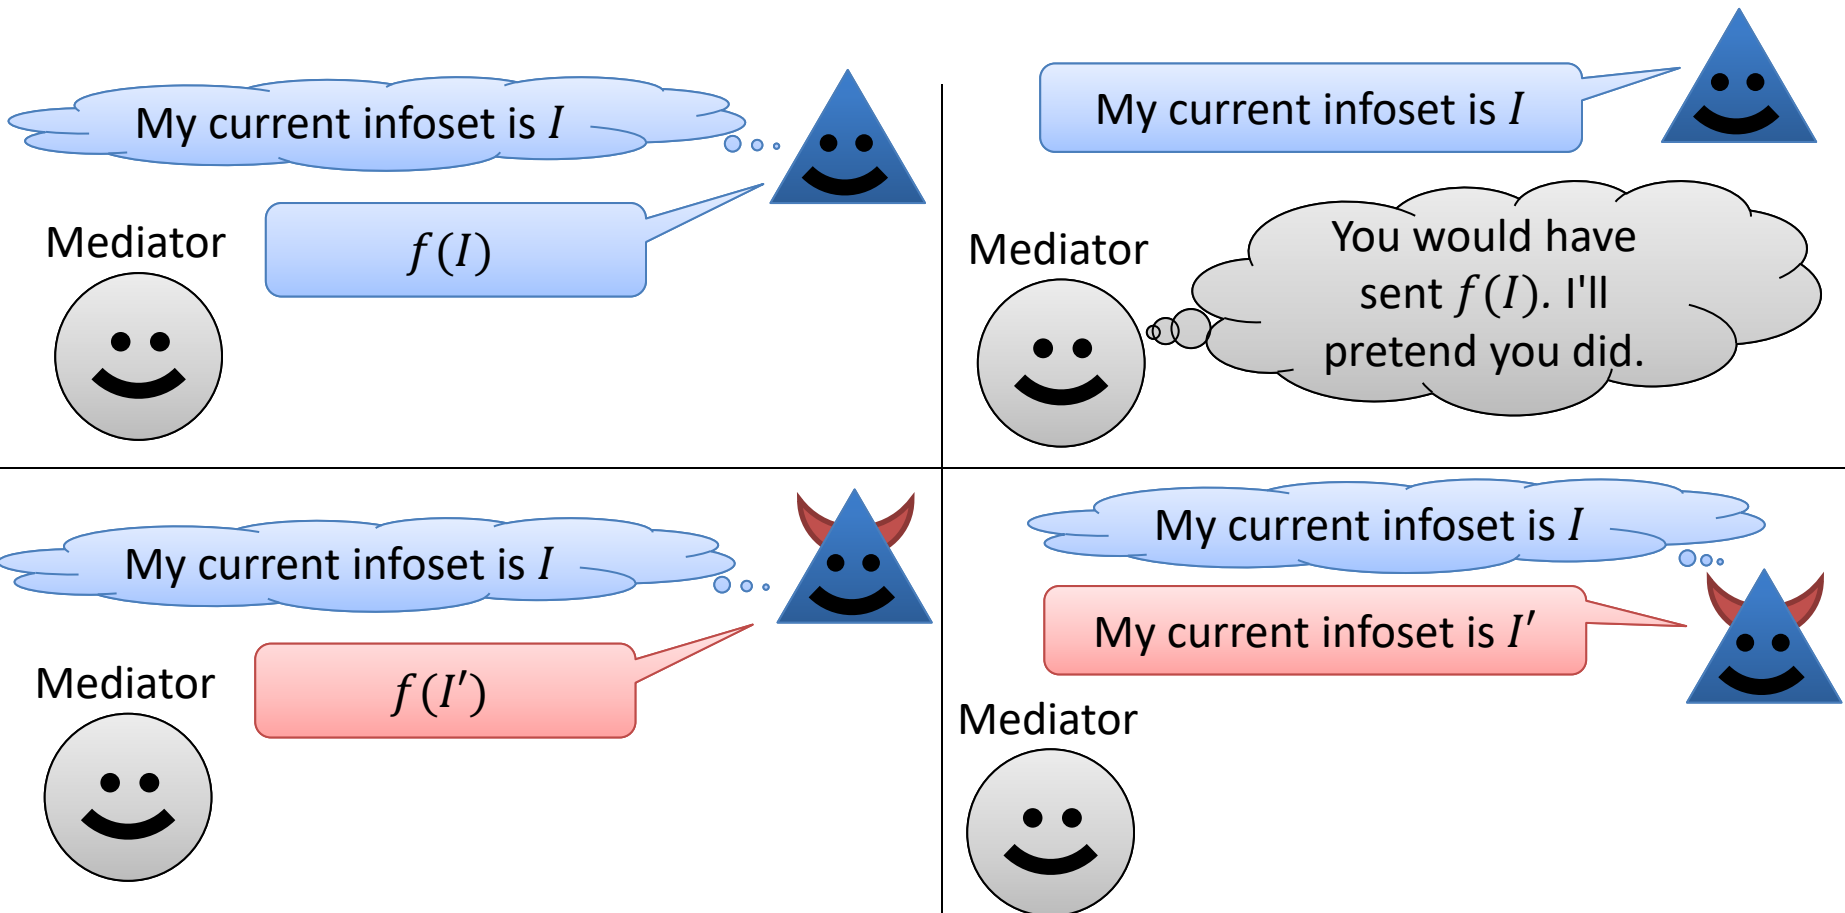 My current infoset is I
f(I)
Mediator
My current infoset is I
Mediator
You would have
sent f(I). I'll
pretend you did.
My current infoset is I
f(I′)
Mediator
My current infoset is I
My current infoset is I′
Mediator